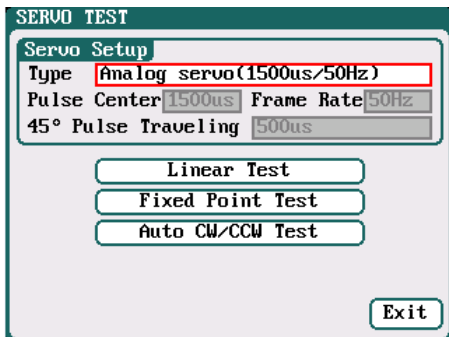 SERVO TEST
Servo Setup
Type Analog servo(1500us/50Hz)
Pulse Center 1500us Frame Rate 50Hz
45° Pulse Traveling 500us
Linear Test
Fixed Point Test
Auto CW/CCW Test
Exit